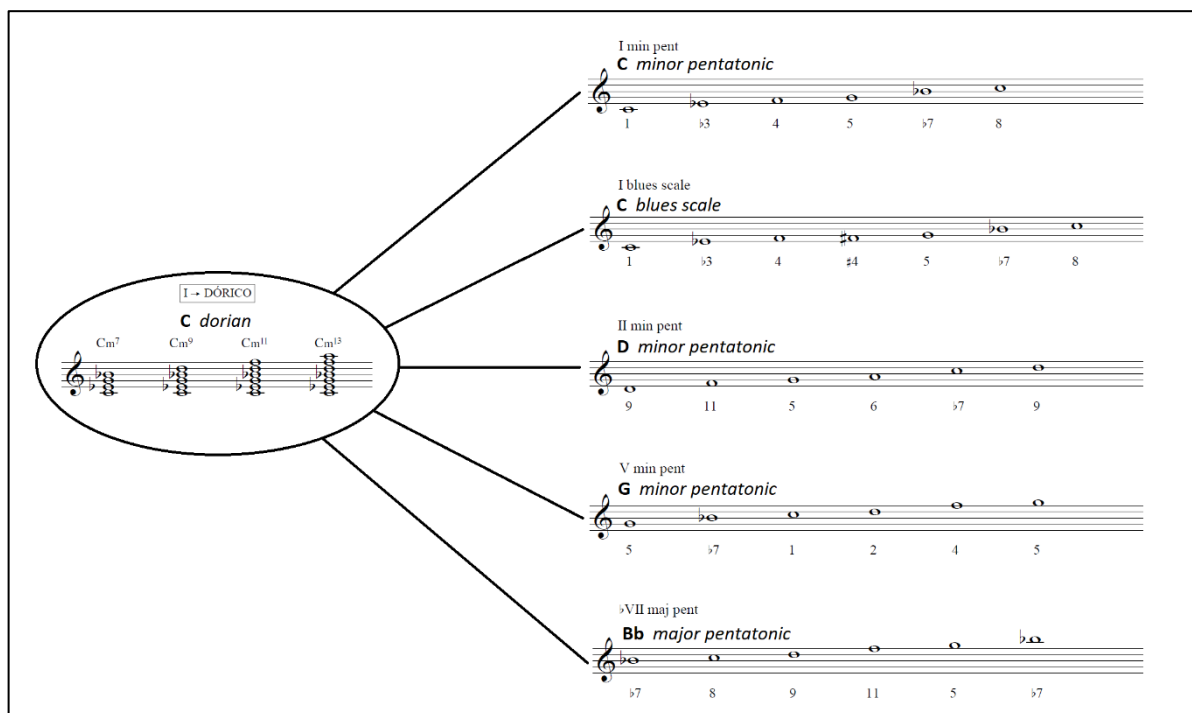 I min pent
C minor pentatonic
1 ♭3 4 5 ♭7 8
I blues scale
C blues scale
1 ♭3 4 ♯4 5 ♭7 8
I → DÓRICO
C dorian
Cm7 Cm9 Cm11 Cm13
II min pent
D minor pentatonic
9 11 5 6 ♭7 9
V min pent
G minor pentatonic
5 ♭7 1 2 4 5
♭VII maj pent
Bb major pentatonic
♭7 8 9 11 5 ♭7